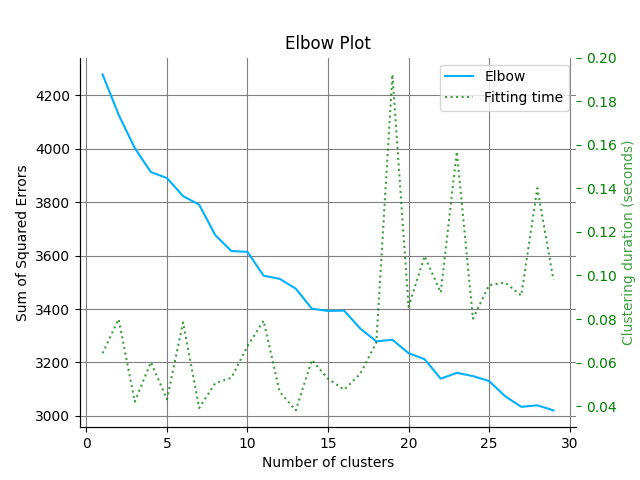 Elbow Plot
Elbow
Fitting time
Sum of Squared Errors
4200
4000
3800
3600
3400
3200
3000
0 5 10 15 20 25 30
Number of clusters
0.20
0.18
0.16
0.14
0.12
0.10
0.08
0.06
0.04
Clustering duration (seconds)